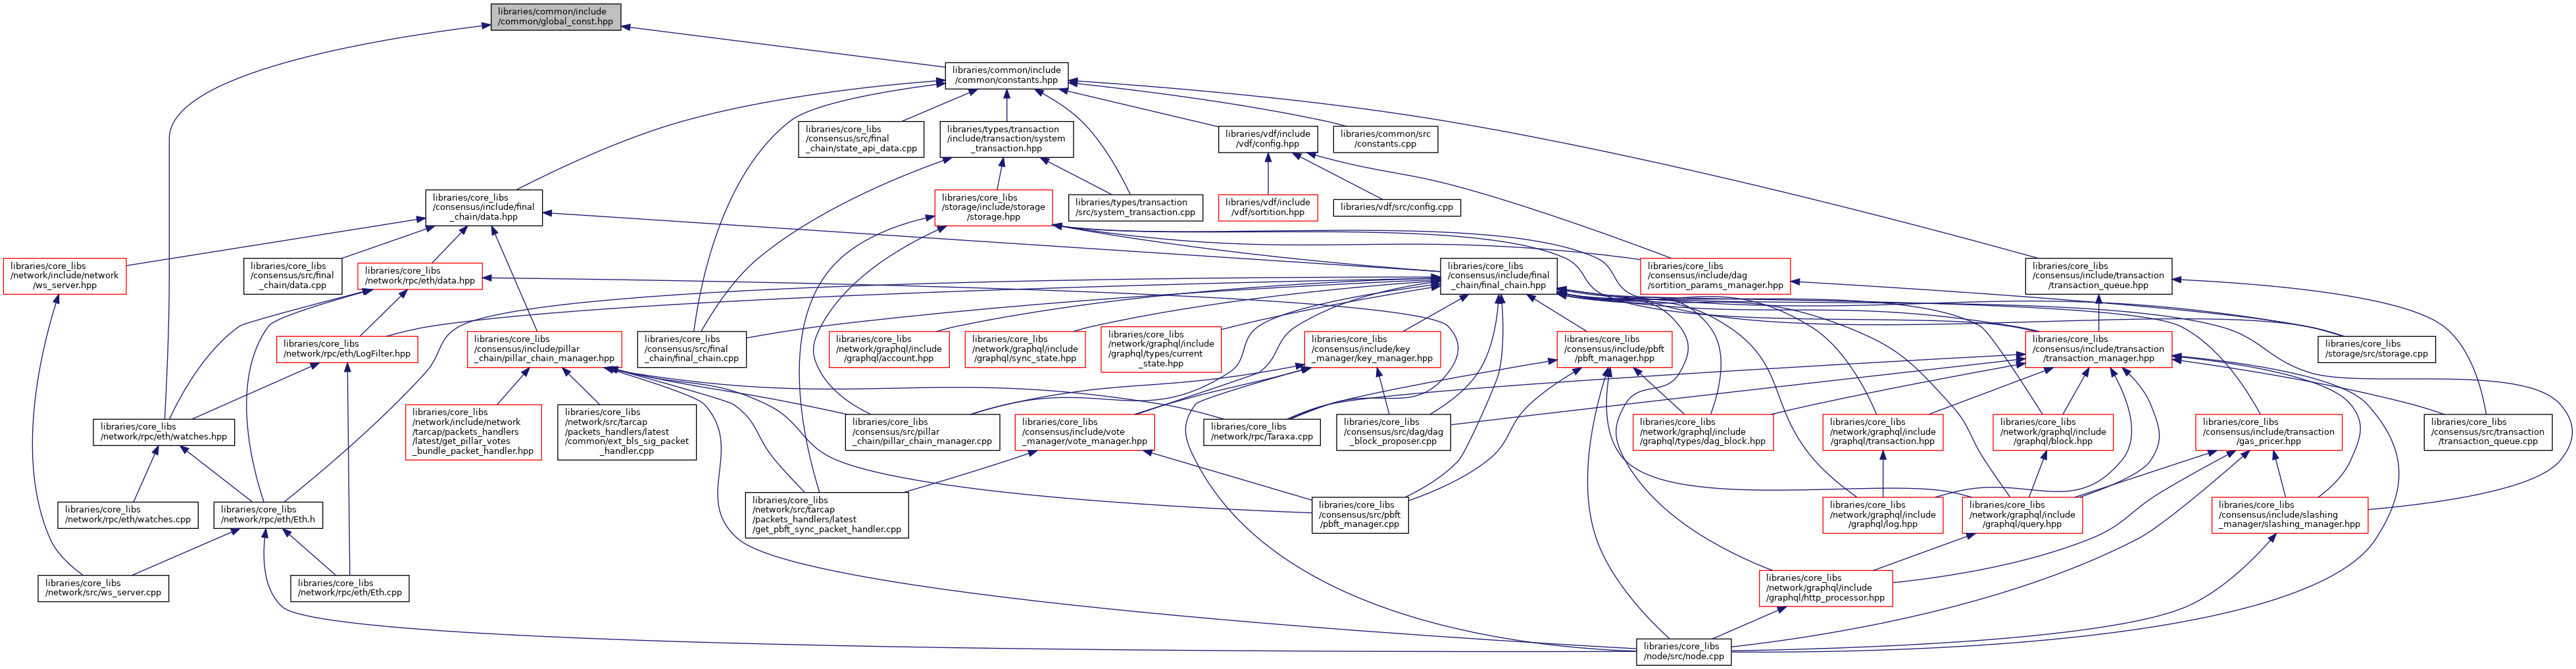 libraries/common/include
/common/global_const.hpp
libraries/common/include
/common/constants.hpp
libraries/core_libs
/consensus/src/final
_chain/state_api_data.cpp
libraries/types/transaction
/include/transaction/system
_transaction.hpp
libraries/vdf/include
/vdf/config.hpp
libraries/common/src
/constants.cpp
libraries/core_libs
/consensus/include/final
_chain/data.hpp
libraries/core_libs
/storage/include/storage
/storage.hpp
libraries/types/transaction
/src/system_transaction.cpp
libraries/vdf/include
/vdf/sortition.hpp
libraries/vdf/src/config.cpp
libraries/core_libs
/network/include/network
/ws_server.hpp
libraries/core_libs
/consensus/src/final
_chain/data.cpp
libraries/core_libs
/network/rpc/eth/data.hpp
libraries/core_libs
/consensus/include/final
_chain/final_chain.hpp
libraries/core_libs
/consensus/include/dag
/sortition_params_manager.hpp
libraries/core_libs
/consensus/include/transaction
/transaction_queue.hpp
libraries/core_libs
/network/rpc/eth/LogFilter.hpp
libraries/core_libs
/consensus/include/pillar
_chain/pillar_chain_manager.hpp
libraries/core_libs
/consensus/src/final
_chain/final_chain.cpp
libraries/core_libs
/network/graphql/include
/graphql/account.hpp
libraries/core_libs
/network/graphql/include
/graphql/sync_state.hpp
libraries/core_libs
/network/graphql/include
/graphql/types/current
_state.hpp
libraries/core_libs
/consensus/include/key
_manager/key_manager.hpp
libraries/core_libs
/consensus/include/pbft
/pbft_manager.hpp
libraries/core_libs
/consensus/include/transaction
/transaction_manager.hpp
libraries/core_libs
/storage/src/storage.cpp
libraries/core_libs
/network/rpc/eth/watches.hpp
libraries/core_libs
/network/include/network
/tarcap/packets_handlers
/latest/get_pillar_votes
_bundle_packet_handler.hpp
libraries/core_libs
/network/src/tarcap
/packets_handlers/latest
/common/ext_bls_sig_packet
_handler.cpp
libraries/core_libs
/consensus/src/pillar
_chain/pillar_chain_manager.cpp
libraries/core_libs
/consensus/include/vote
_manager/vote_manager.hpp
libraries/core_libs
/network/rpc/Taraxa.cpp
libraries/core_libs
/consensus/src/dag/dag
_block_proposer.cpp
libraries/core_libs
/network/graphql/include
/graphql/types/dag_block.hpp
libraries/core_libs
/network/graphql/include
/graphql/transaction.hpp
libraries/core_libs
/network/graphql/include
/graphql/block.hpp
libraries/core_libs
/consensus/include/transaction
/gas_pricer.hpp
libraries/core_libs
/consensus/src/transaction
/transaction_queue.cpp
libraries/core_libs
/network/rpc/eth/watches.cpp
libraries/core_libs
/network/rpc/eth/Eth.h
libraries/core_libs
/network/src/tarcap
/packets_handlers/latest
/get_pbft_sync_packet_handler.cpp
libraries/core_libs
/consensus/src/pbft
/pbft_manager.cpp
libraries/core_libs
/network/graphql/include
/graphql/log.hpp
libraries/core_libs
/network/graphql/include
/graphql/query.hpp
libraries/core_libs
/consensus/include/slashing
_manager/slashing_manager.hpp
libraries/core_libs
/network/src/ws_server.cpp
libraries/core_libs
/network/rpc/eth/Eth.cpp
libraries/core_libs
/network/graphql/include
/graphql/http_processor.hpp
libraries/core_libs
/node/src/node.cpp